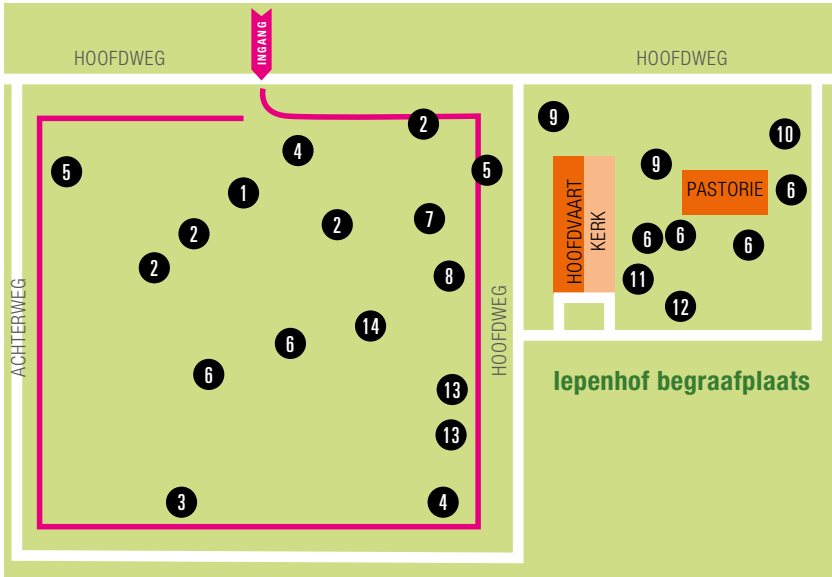 INGANG
HOOFDWEG
HOOFDWEG
9
2
10
4
9
5
5
PASTORIE
6
1
HOOFDVAART
KERK
7
2
2
6
6
6
2
8
11
12
14
6
ACHTERWEG
HOOFDWEG
6
Iepenhof begraafplaats
13
13
3
4